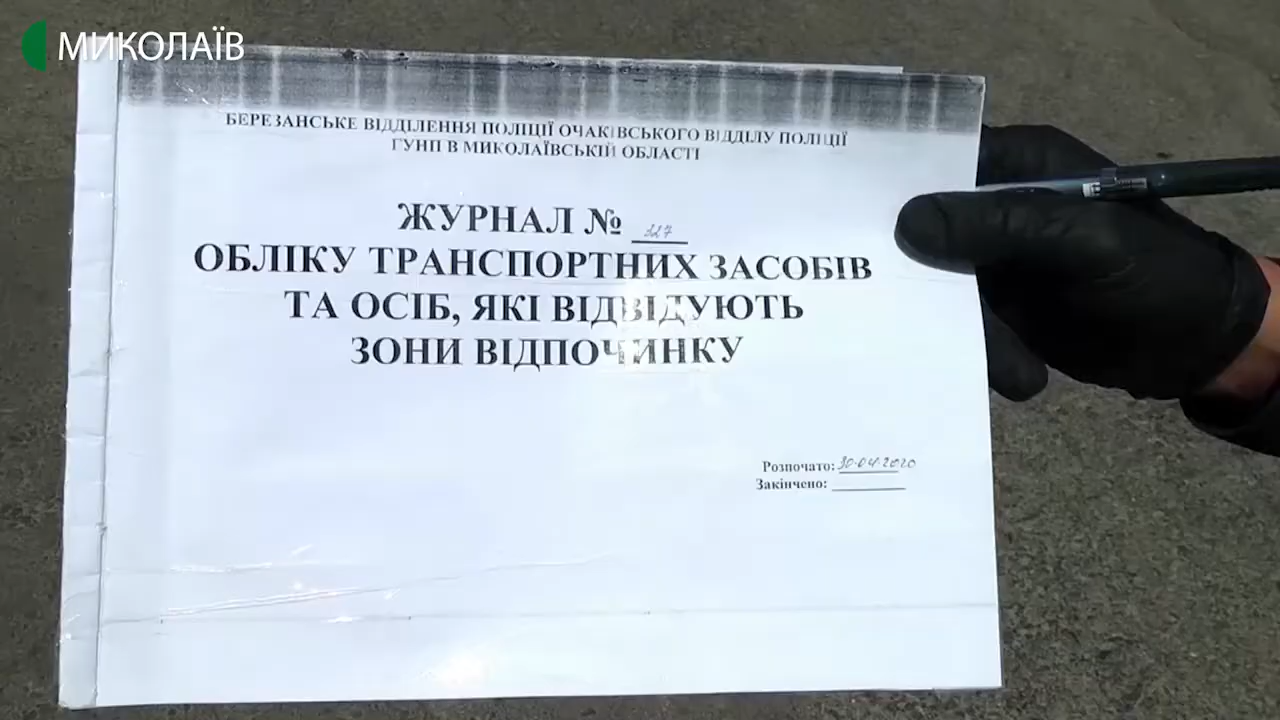 МИКОЛАЇВ
БЕРЕЗАНСЬКЕ ВІДДІЛЕННЯ ПОЛІЦІЇ ОЧАКІВСЬКОГО ВІДДІЛУ ПОЛІЦІЇ
ГУНП В МИКОЛАЇВСЬКІЙ ОБЛАСТІ
ЖУРНАЛ №
ОБЛІКУ ТРАНСПОРТНИХ ЗАСОБІВ
ТА ОСІБ, ЯКІ ВІДВІДУЮТЬ
ЗОНИ ВІДПОЧИНКУ
Розпочато: 30.04.2020
Закінчено: